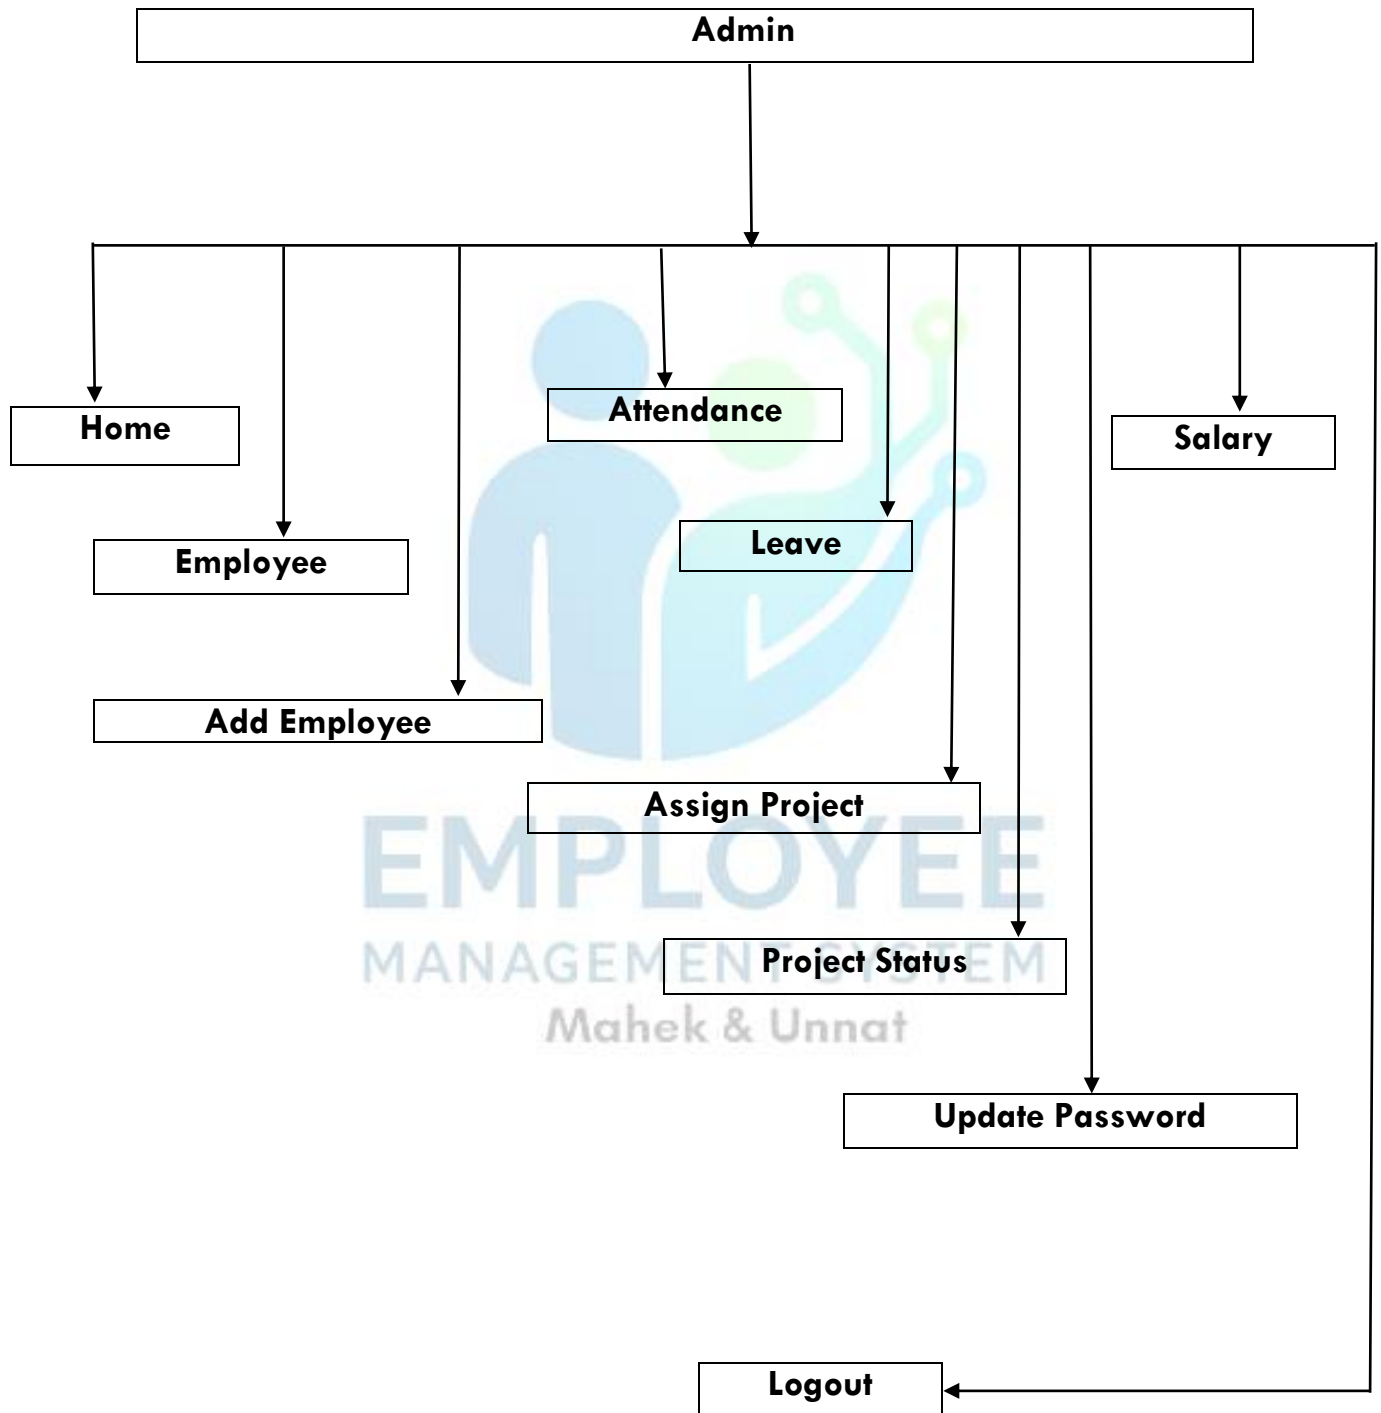 Admin
Attendance
Home
Salary
Leave
Employee
Add Employee
Assign Project
EMPLOYEE
MANAGEMENT SYSTEM
Project Status
Mahek & Unnat
Update Password
Logout